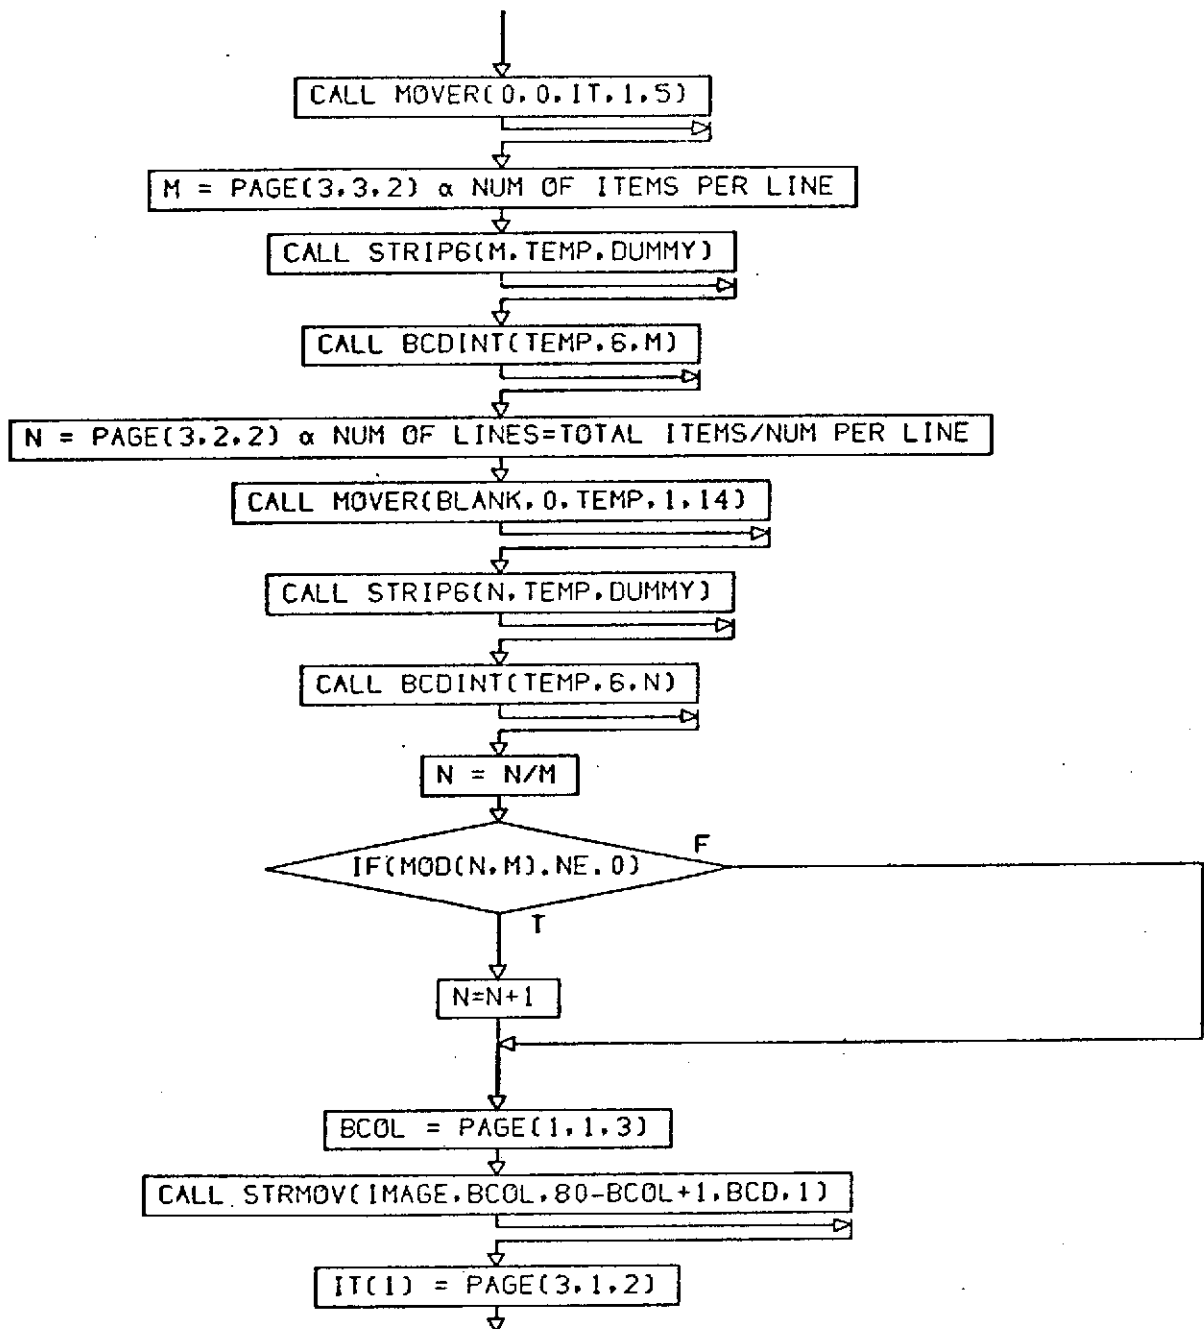 CALL MOVER(0,0,IT,1,5)
M = PAGE(3,3,2) α NUM OF ITEMS PER LINE
CALL STRIP6(M,TEMP,DUMMY)
CALL BCDINT(TEMP,6,M)
N = PAGE(3,2,2) α NUM OF LINES=TOTAL ITEMS/NUM PER LINE
CALL MOVER(BLANK,0,TEMP,1,14)
CALL STRIP6(N,TEMP,DUMMY)
CALL BCDINT(TEMP,6,N)
N = N/M
F
IF(MOD(N,M).NE.0)
T
N=N+1
BCOL = PAGE(1,1,3)
CALL STRMOV(IMAGE,BCOL,80-BCOL+1,BCD,1)
IT(1) = PAGE(3,1,2)